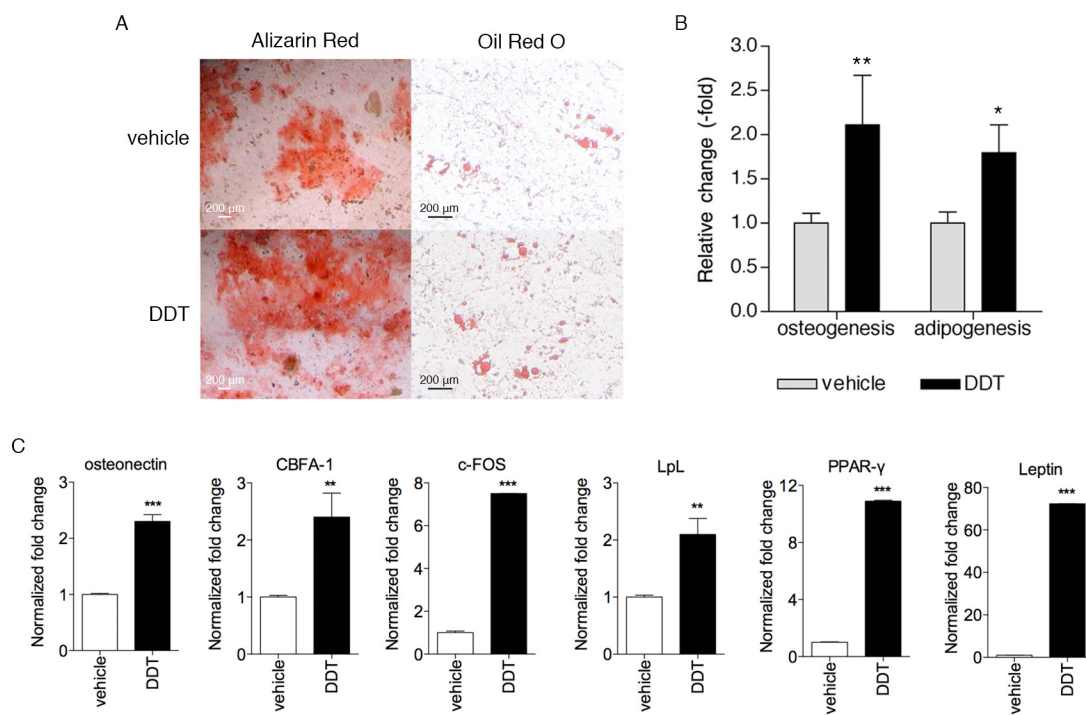 A
Alizarin Red
Oil Red O
vehicle
200 µm
200 µm
DDT
200 µm
200 µm
B
Relative change (-fold)
3.0
2.5
2.0
1.5
1.0
0.5
0.0
**
*
osteogenesis
adipogenesis
vehicle
DDT
C
osteonectin
Normalized fold change
3
2
1
0
***
vehicle
DDT
CBFA-1
Normalized fold change
3
2
1
0
**
vehicle
DDT
c-FOS
Normalized fold change
8
6
4
2
0
***
vehicle
DDT
LpL
Normalized fold change
3
2
1
0
**
vehicle
DDT
PPAR-γ
Normalized fold change
12
8
4
0
***
vehicle
DDT
Leptin
Normalized fold change
80
60
40
20
0
***
vehicle
DDT